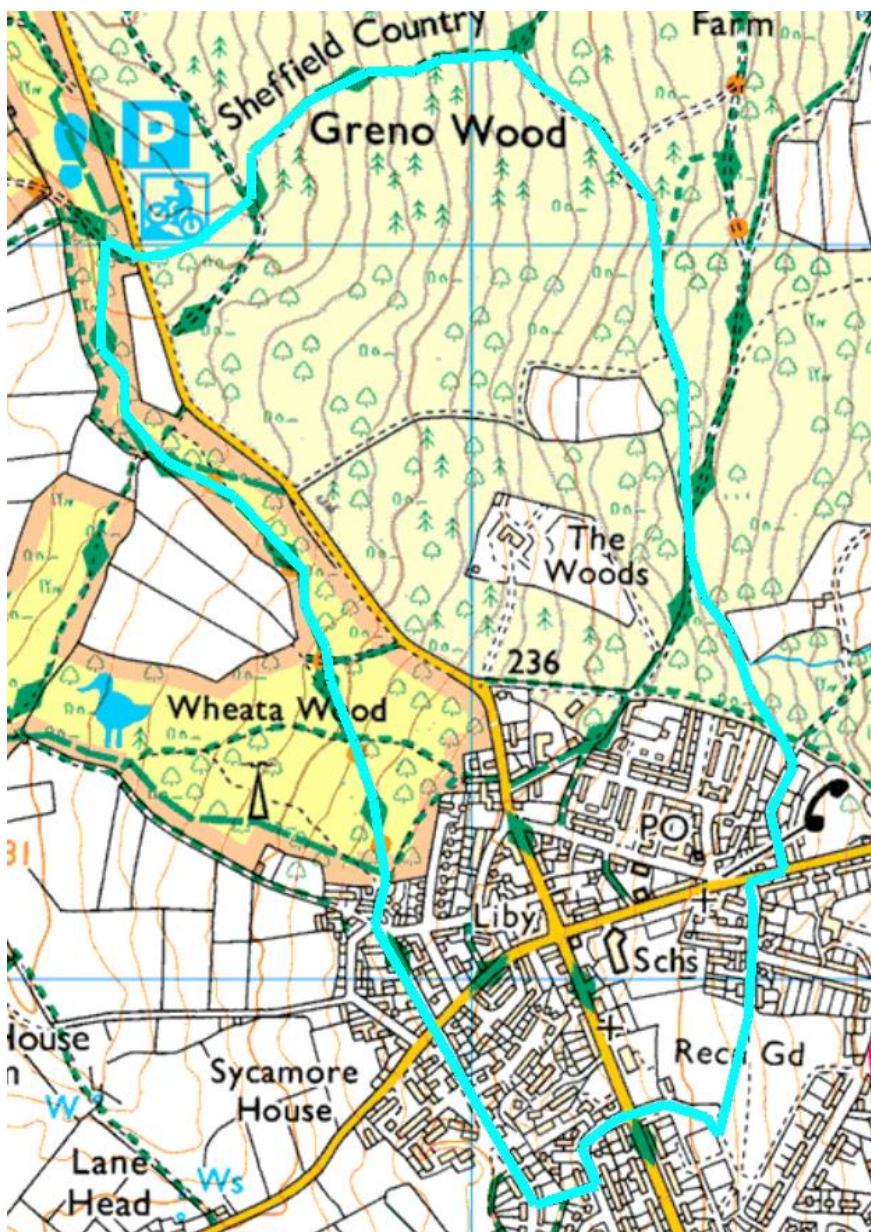 Sheffield Country
Farm
P
Greno Wood
The
Woods
236
Wheata Wood
PO
31
Liby
Schs
House
Recn Gd
Sycamore
House
W
Lane
Head
Ws